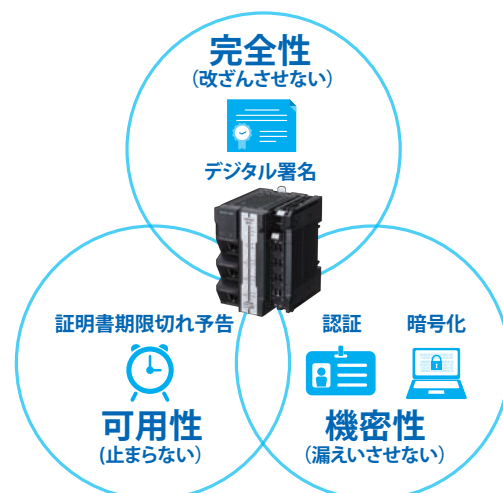 完全性
（改ざんさせない）
デジタル署名
証明書期限切れ予告
可用性
(止まらない）
認証
暗号化
機密性
（漏えいさせない）